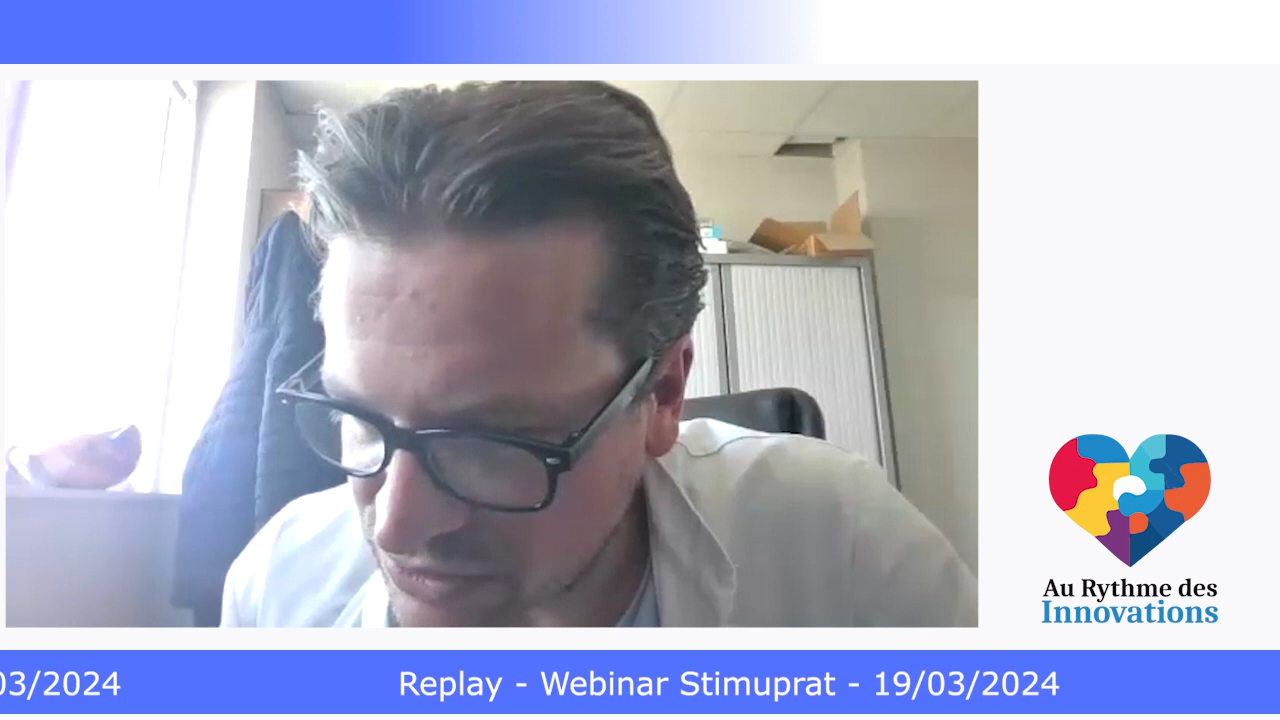 Au Rythme des
Innovations
03/2024 Replay - Webinar Stimuprat - 19/03/2024